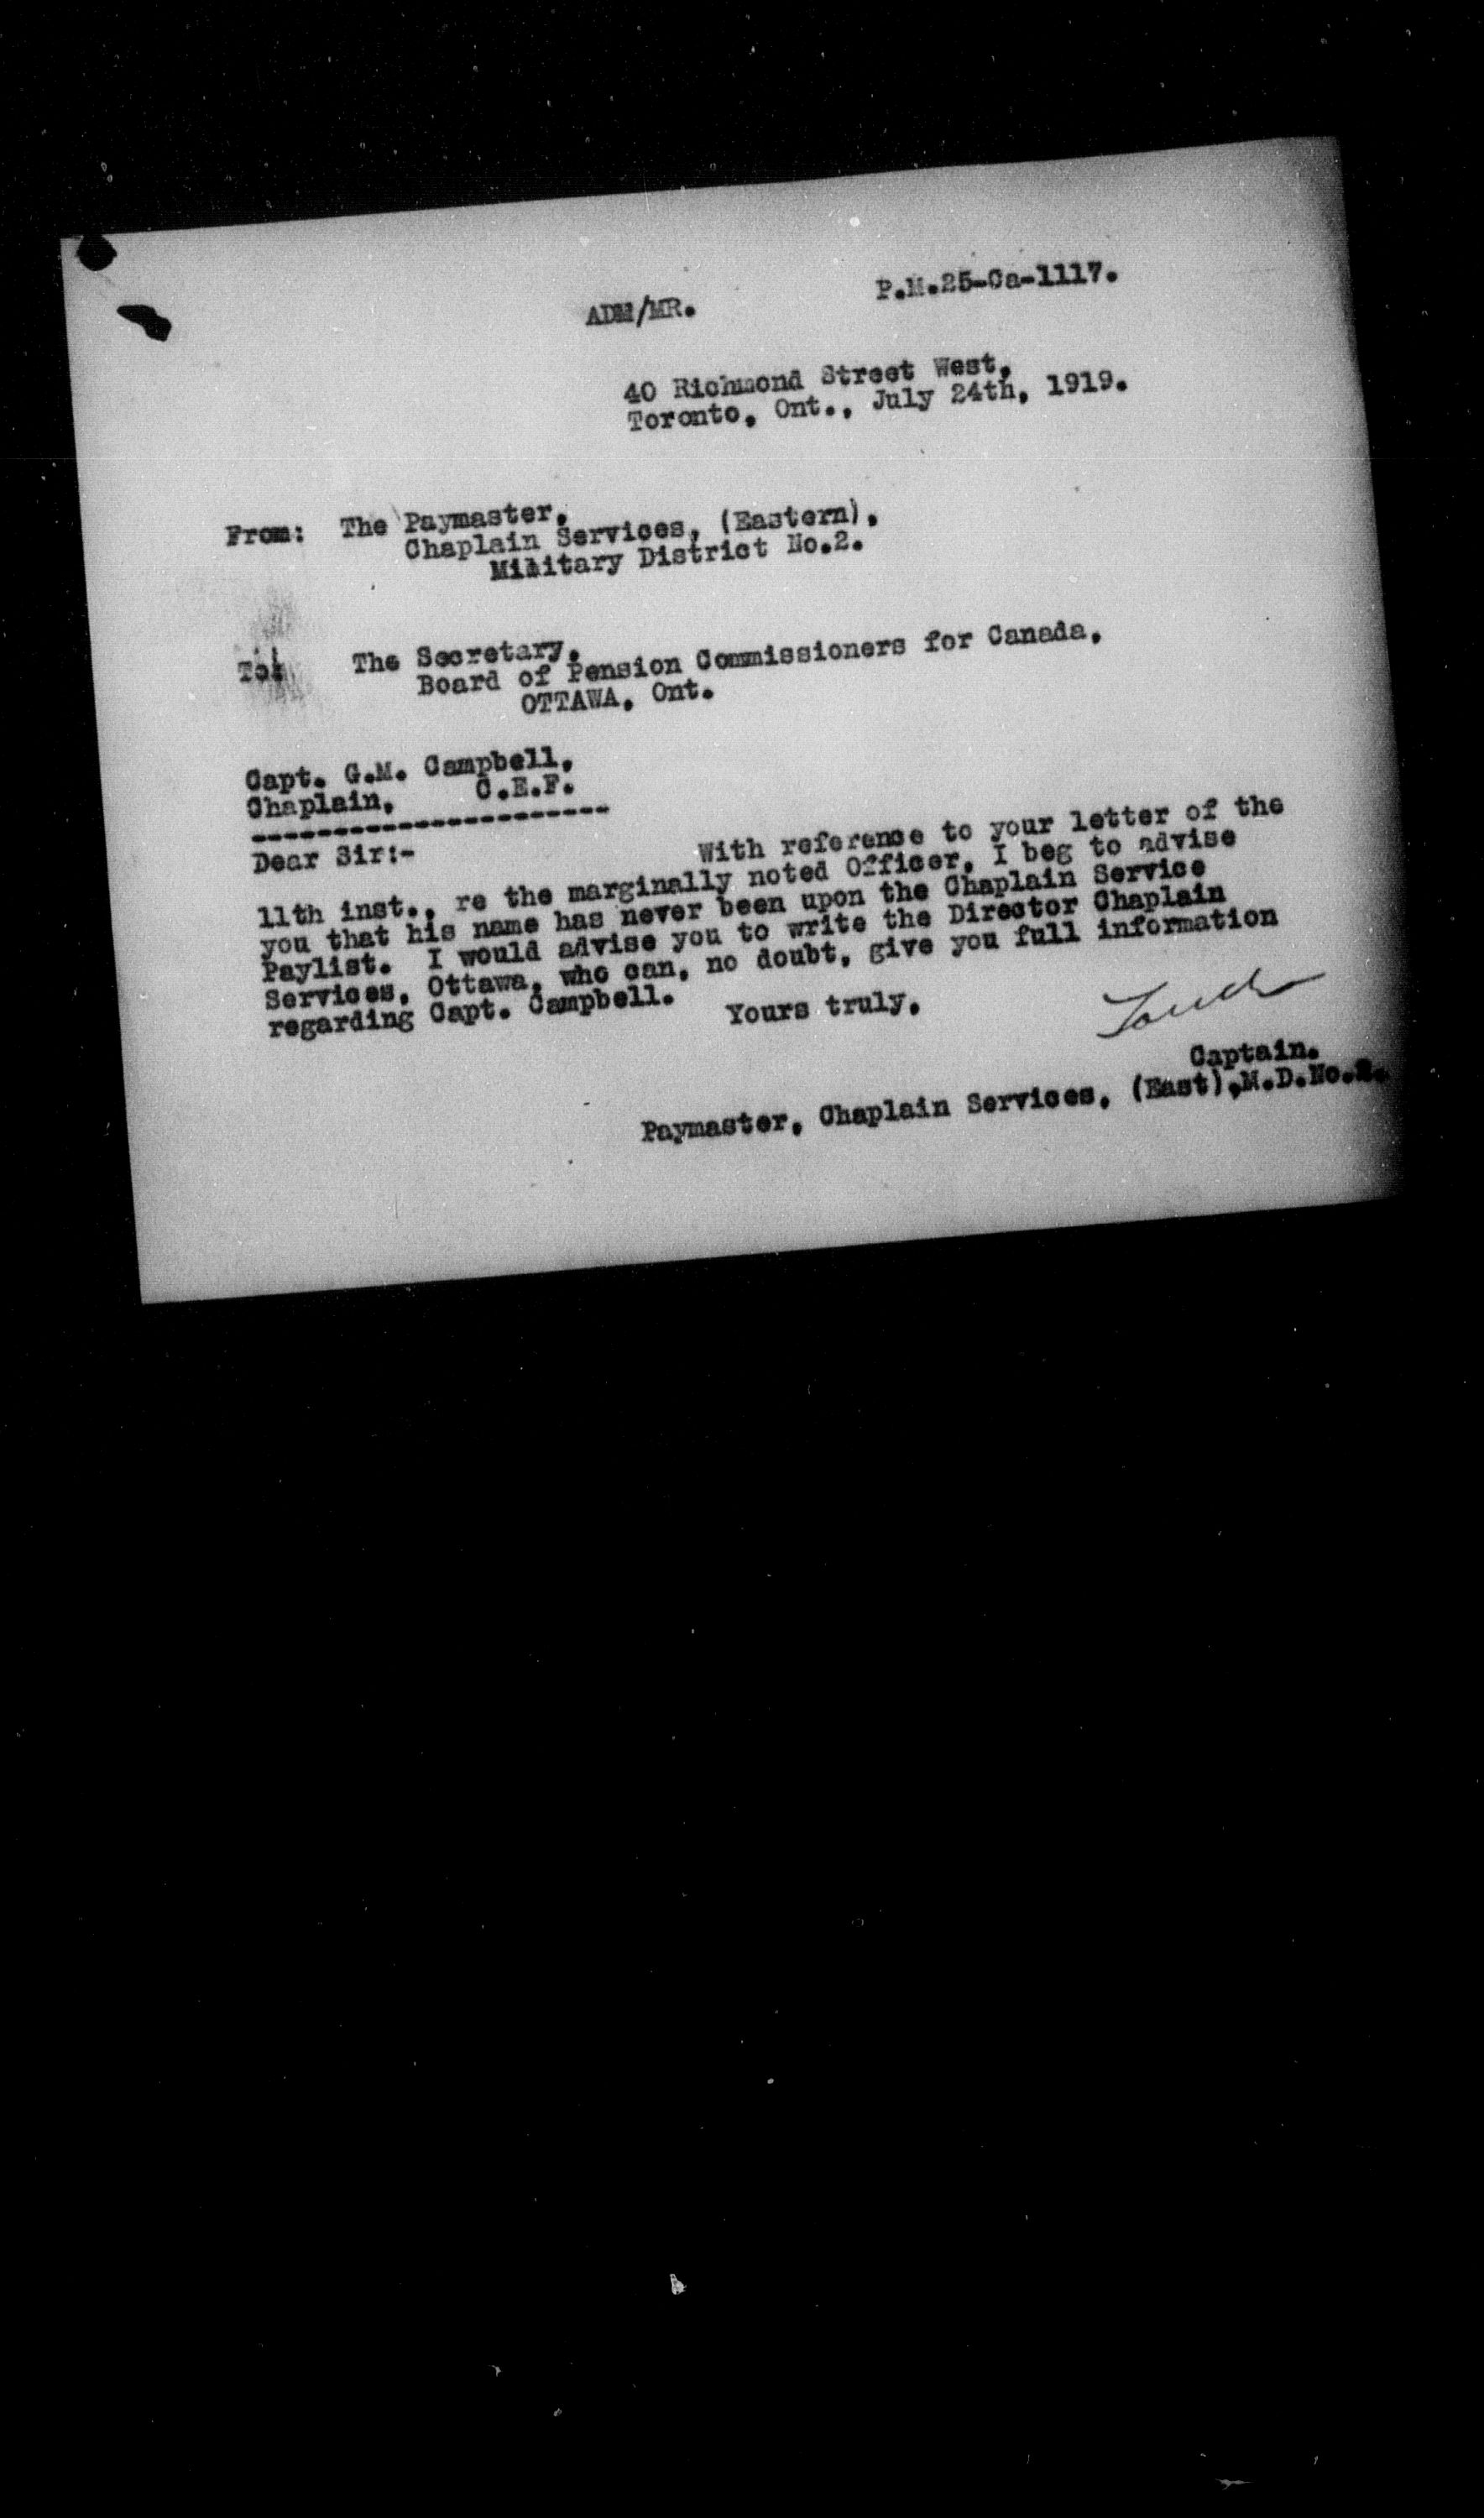 P.M.25-Ca-1117.
ADM/MR.
40 Richmond Street West,
Toronto, Ont., July 24th, 1919.
From: The Paymaster,
Chaplain Services, (Eastern),
Military District No.2.
To: The Secretary,
Board of Pension Commissioners for Canada,
OTTAWA, Ont.
Capt. G.M. Campbell,
Chaplain, C.E.F.
----------------------
Dear Sir:-
With reference to your letter of the
11th inst., re the marginally noted Officer, I beg to advise
you that his name has never been upon the Chaplain Service
Paylist. I would advise you to write the Director Chaplain
Services, Ottawa, who can, no doubt, give you full information
regarding Capt. Campbell.
Yours truly,
Captain.
Paymaster, Chaplain Services, (East),M.D.No.2.